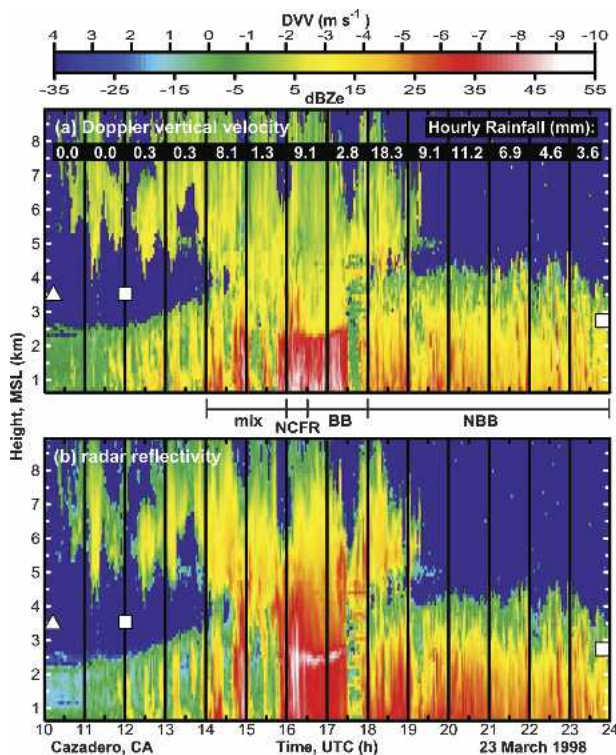 DVV (m s⁻¹)
4 3 2 1 0 -1 -2 -3 -4 -5 -6 -7 -8 -9 -10
-35 -25 -15 -5 5 15 25 35 45 55
dBZe
(a) Doppler vertical velocity Hourly Rainfall (mm):
0.0 0.0 0.3 0.3 8.1 1.3 9.1 2.8 18.3 9.1 11.2 6.9 4.6 3.6
8
7
6
5
4
3
2
1
Height, MSL (km)
mix NCFR BB NBB
(b) radar reflectivity
8
7
6
5
4
3
2
1
10 11 12 13 14 15 16 17 18 19 20 21 22 23 24
Cazadero, CA Time, UTC (h) 23 March 1998